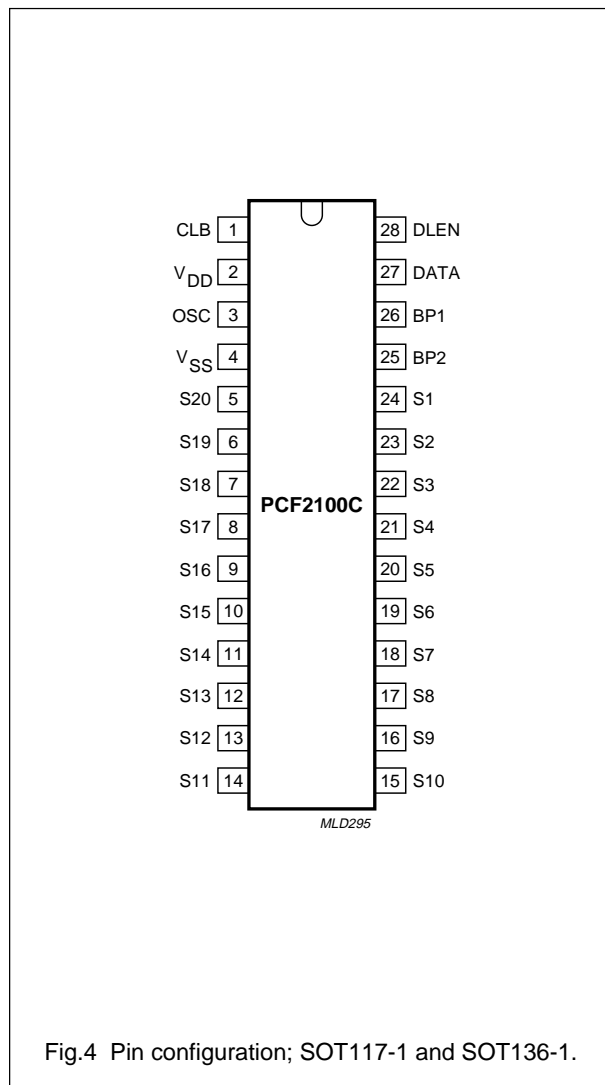 CLB 1 28 DLEN
VDD 2 27 DATA
OSC 3 26 BP1
VSS 4 25 BP2
S20 5 24 S1
S19 6 23 S2
S18 7 22 S3
PCF2100C
S17 8 21 S4
S16 9 20 S5
S15 10 19 S6
S14 11 18 S7
S13 12 17 S8
S12 13 16 S9
S11 14 15 S10
MLD295
Fig.4 Pin configuration; SOT117-1 and SOT136-1.